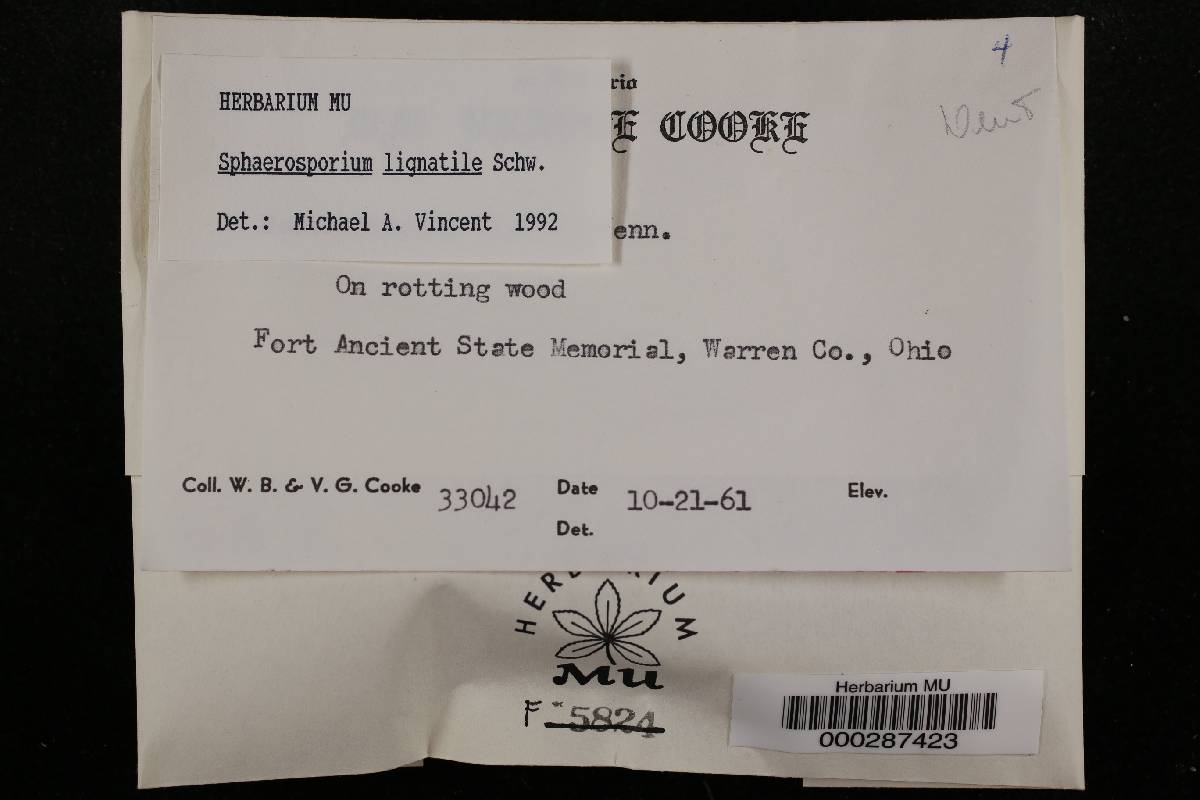 HERBARIUM MU
Sphaerosporium lignatile Schw.
Det.: Michael A. Vincent 1992
4
rio
E COOKE
enn.
On rotting wood
Fort Ancient State Memorial, Warren Co., Ohio
Coll. W. B. & V. G. Cooke 33042 Date 10-21-61 Elev.
Det.
HERBARIUM
MU
F 5824
Herbarium MU
000287423